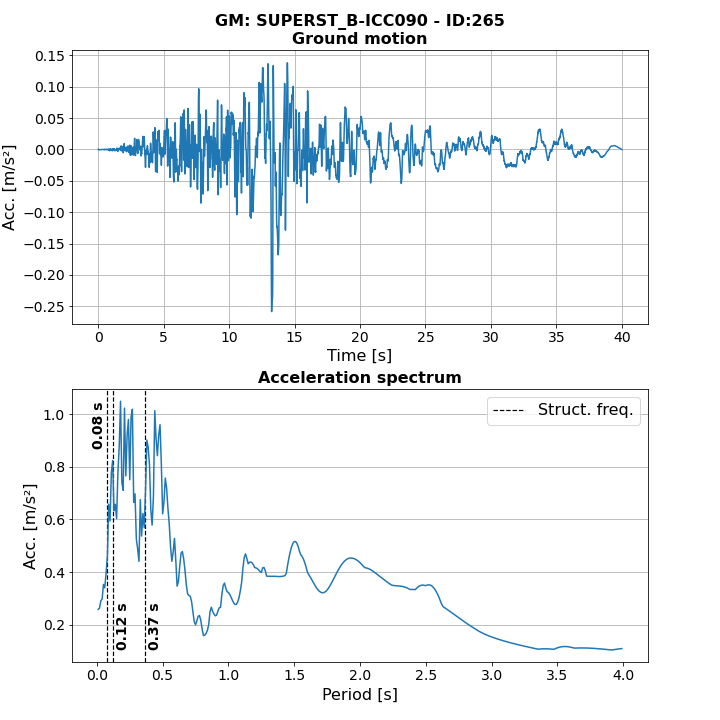 GM: SUPERST_B-ICC090 - ID:265
Ground motion
0.15
0.10
0.05
0.00
−0.05
−0.10
−0.15
−0.20
−0.25
Acc. [m/s²]
0 5 10 15 20 25 30 35 40
Time [s]
Acceleration spectrum
Struct. freq.
0.08 s
0.12 s
0.37 s
1.0
0.8
0.6
0.4
0.2
Acc. [m/s²]
0.0 0.5 1.0 1.5 2.0 2.5 3.0 3.5 4.0
Period [s]